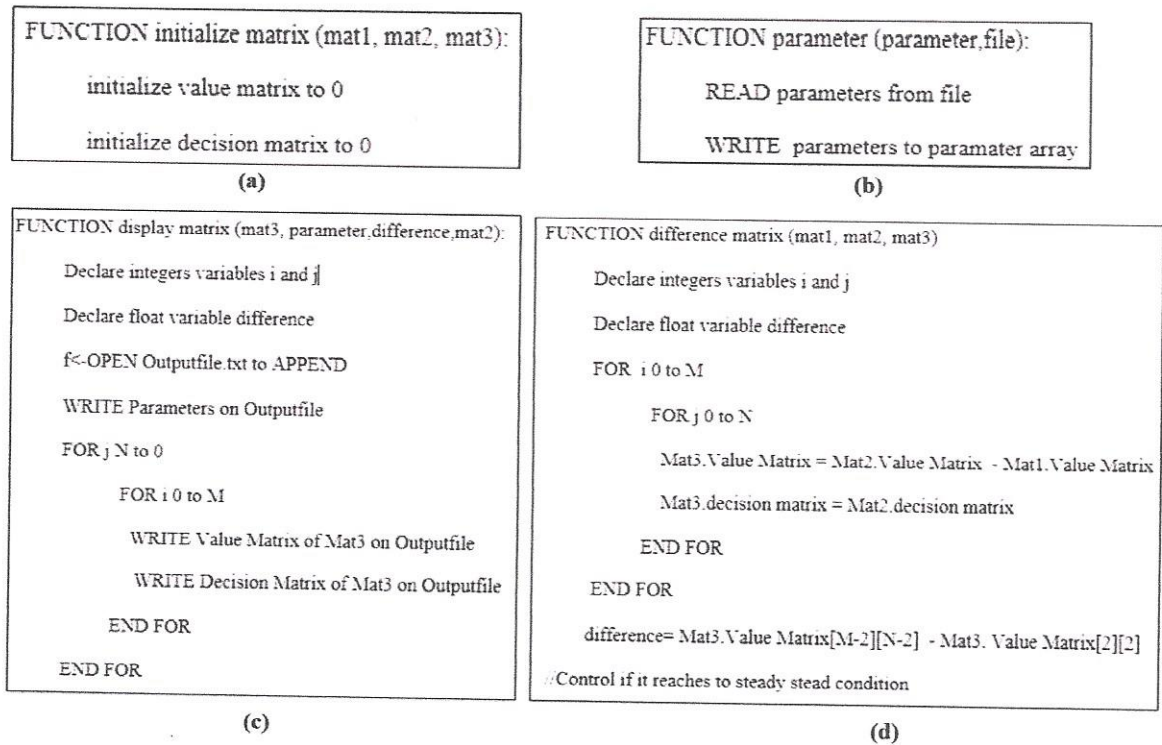 FUNCTION initialize matrix (mat1, mat2, mat3):
initialize value matrix to 0
initialize decision matrix to 0
(a)
FUNCTION parameter (parameter,file):
READ parameters from file
WRITE parameters to paramater array
(b)
FUNCTION display matrix (mat3, parameter,difference,mat2):
Declare integers variables i and j
Declare float variable difference
f<-OPEN Outputfile.txt to APPEND
WRITE Parameters on Outputfile
FOR j N to 0
FOR i 0 to M
WRITE Value Matrix of Mat3 on Outputfile
WRITE Decision Matrix of Mat3 on Outputfile
END FOR
END FOR
(c)
FUNCTION difference matrix (mat1, mat2, mat3)
Declare integers variables i and j
Declare float variable difference
FOR i 0 to M
FOR j 0 to N
Mat3.Value Matrix = Mat2.Value Matrix - Mat1.Value Matrix
Mat3.decision matrix = Mat2.decision matrix
END FOR
END FOR
difference= Mat3.Value Matrix[M-2][N-2] - Mat3. Value Matrix[2][2]
//Control if it reaches to steady stead condition
(d)